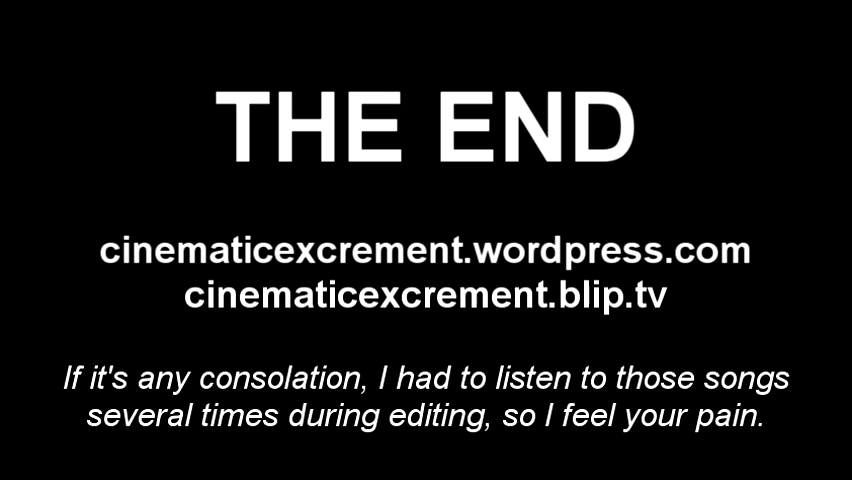 THE END
cinematicexcrement.wordpress.com
cinematicexcrement.blip.tv
If it's any consolation, I had to listen to those songs
several times during editing, so I feel your pain.